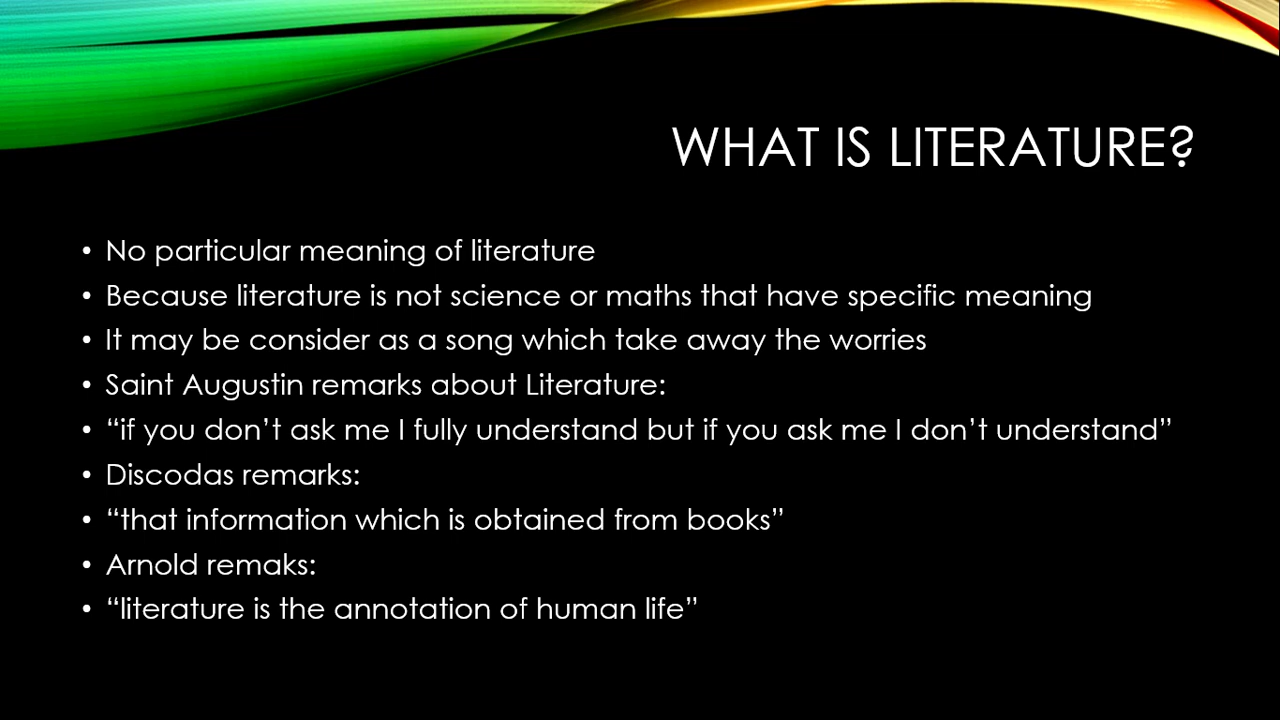 WHAT IS LITERATURE?
• No particular meaning of literature
• Because literature is not science or maths that have specific meaning
• It may be consider as a song which take away the worries
• Saint Augustin remarks about Literature:
• “if you don’t ask me I fully understand but if you ask me I don’t understand”
• Discodas remarks:
• “that information which is obtained from books”
• Arnold remaks:
• “literature is the annotation of human life”